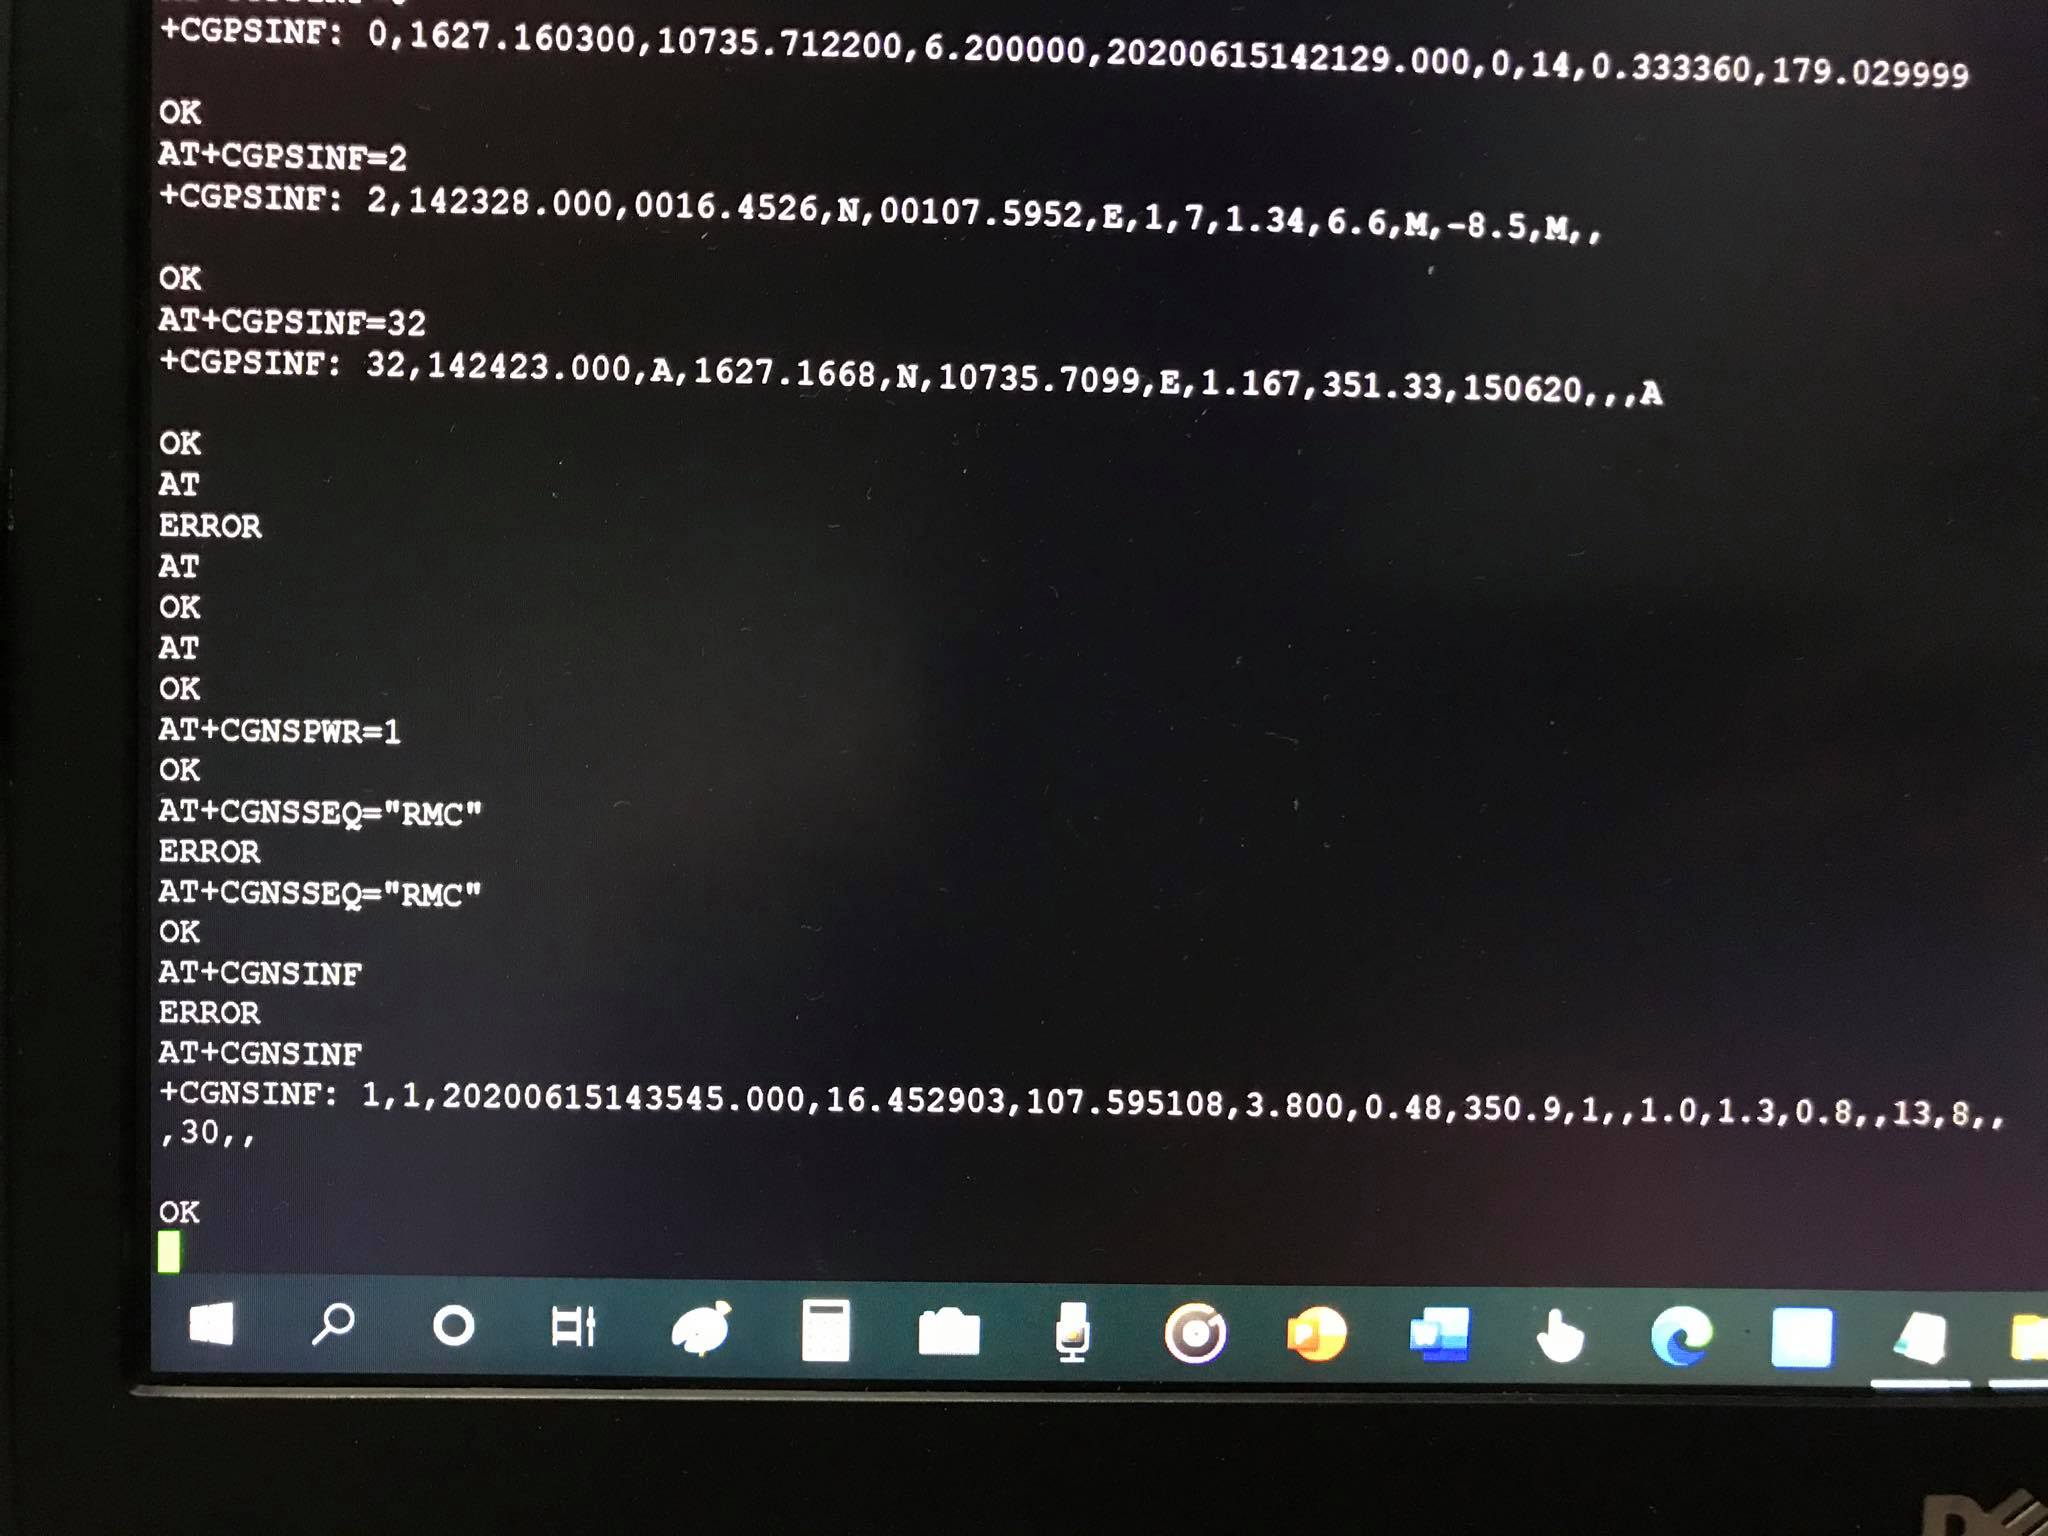 +CGPSINF: 0,1627.160300,10735.712200,6.200000,20200615142129.000,0,14,0.333360,179.029999
OK
AT+CGPSINF=2
+CGPSINF: 2,142328.000,0016.4526,N,00107.5952,E,1,7,1.34,6.6,M,-8.5,M,,
OK
AT+CGPSINF=32
+CGPSINF: 32,142423.000,A,1627.1668,N,10735.7099,E,1.167,351.33,150620,,,A
OK
AT
ERROR
AT
OK
AT
OK
AT+CGNSPWR=1
OK
AT+CGNSSEQ="RMC"
ERROR
AT+CGNSSEQ="RMC"
OK
AT+CGNSINF
ERROR
AT+CGNSINF
+CGNSINF: 1,1,20200615143545.000,16.452903,107.595108,3.800,0.48,350.9,1,,1.0,1.3,0.8,,13,8,,
,30,,
OK